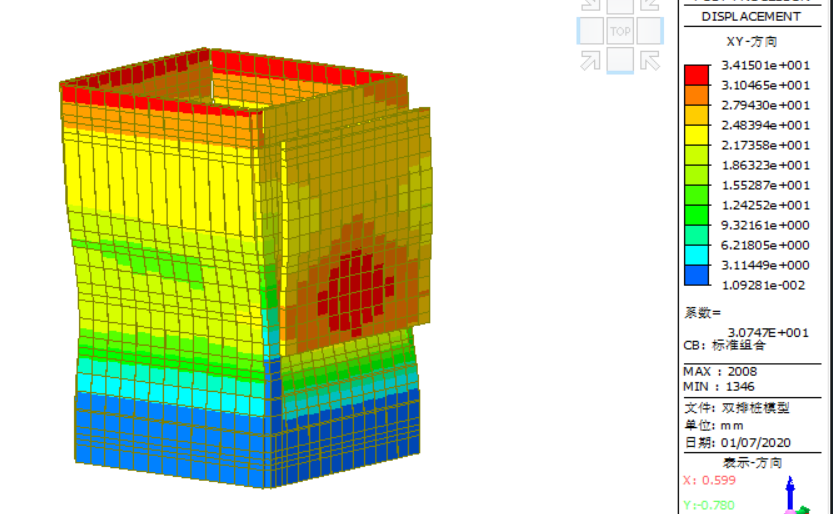 TOP
DISPLACEMENT
XY-方向
3.41501e+001
3.10465e+001
2.79430e+001
2.48394e+001
2.17358e+001
1.86323e+001
1.55287e+001
1.24252e+001
9.32161e+000
6.21805e+000
3.11449e+000
1.09281e-002
系数=
3.0747E+001
CB: 标准组合
MAX : 2008
MIN : 1346
文件: 双排桩模型
单位: mm
日期: 01/07/2020
表示-方向
X: 0.599
Y:-0.780